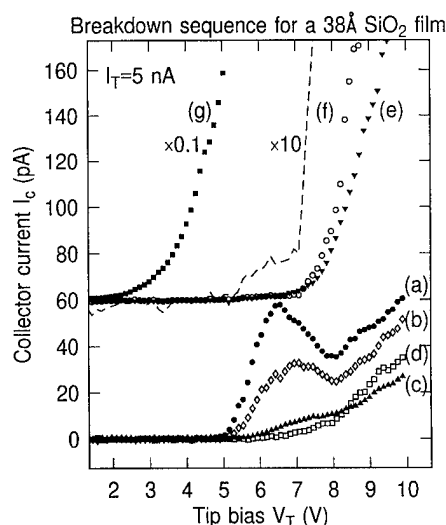 Breakdown sequence for a 38Å SiO2 film
160
140
120
100
80
60
40
20
0
Collector current Ic (pA)
IT=5 nA
(g)
×0.1
×10
(f)
(e)
(a)
(b)
(d)
(c)
2 3 4 5 6 7 8 9 10
Tip bias VT (V)